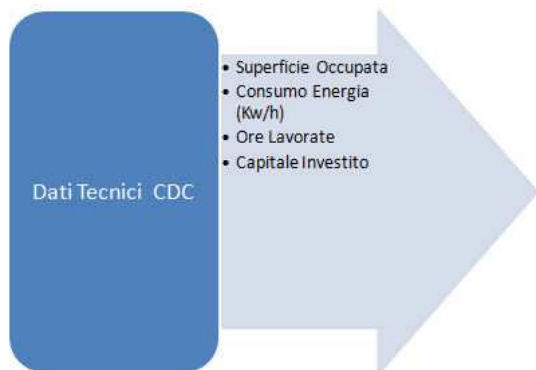 Dati Tecnici CDC
• Superficie Occupata
• Consumo Energia
(Kw/h)
• Ore Lavorate
• Capitale Investito